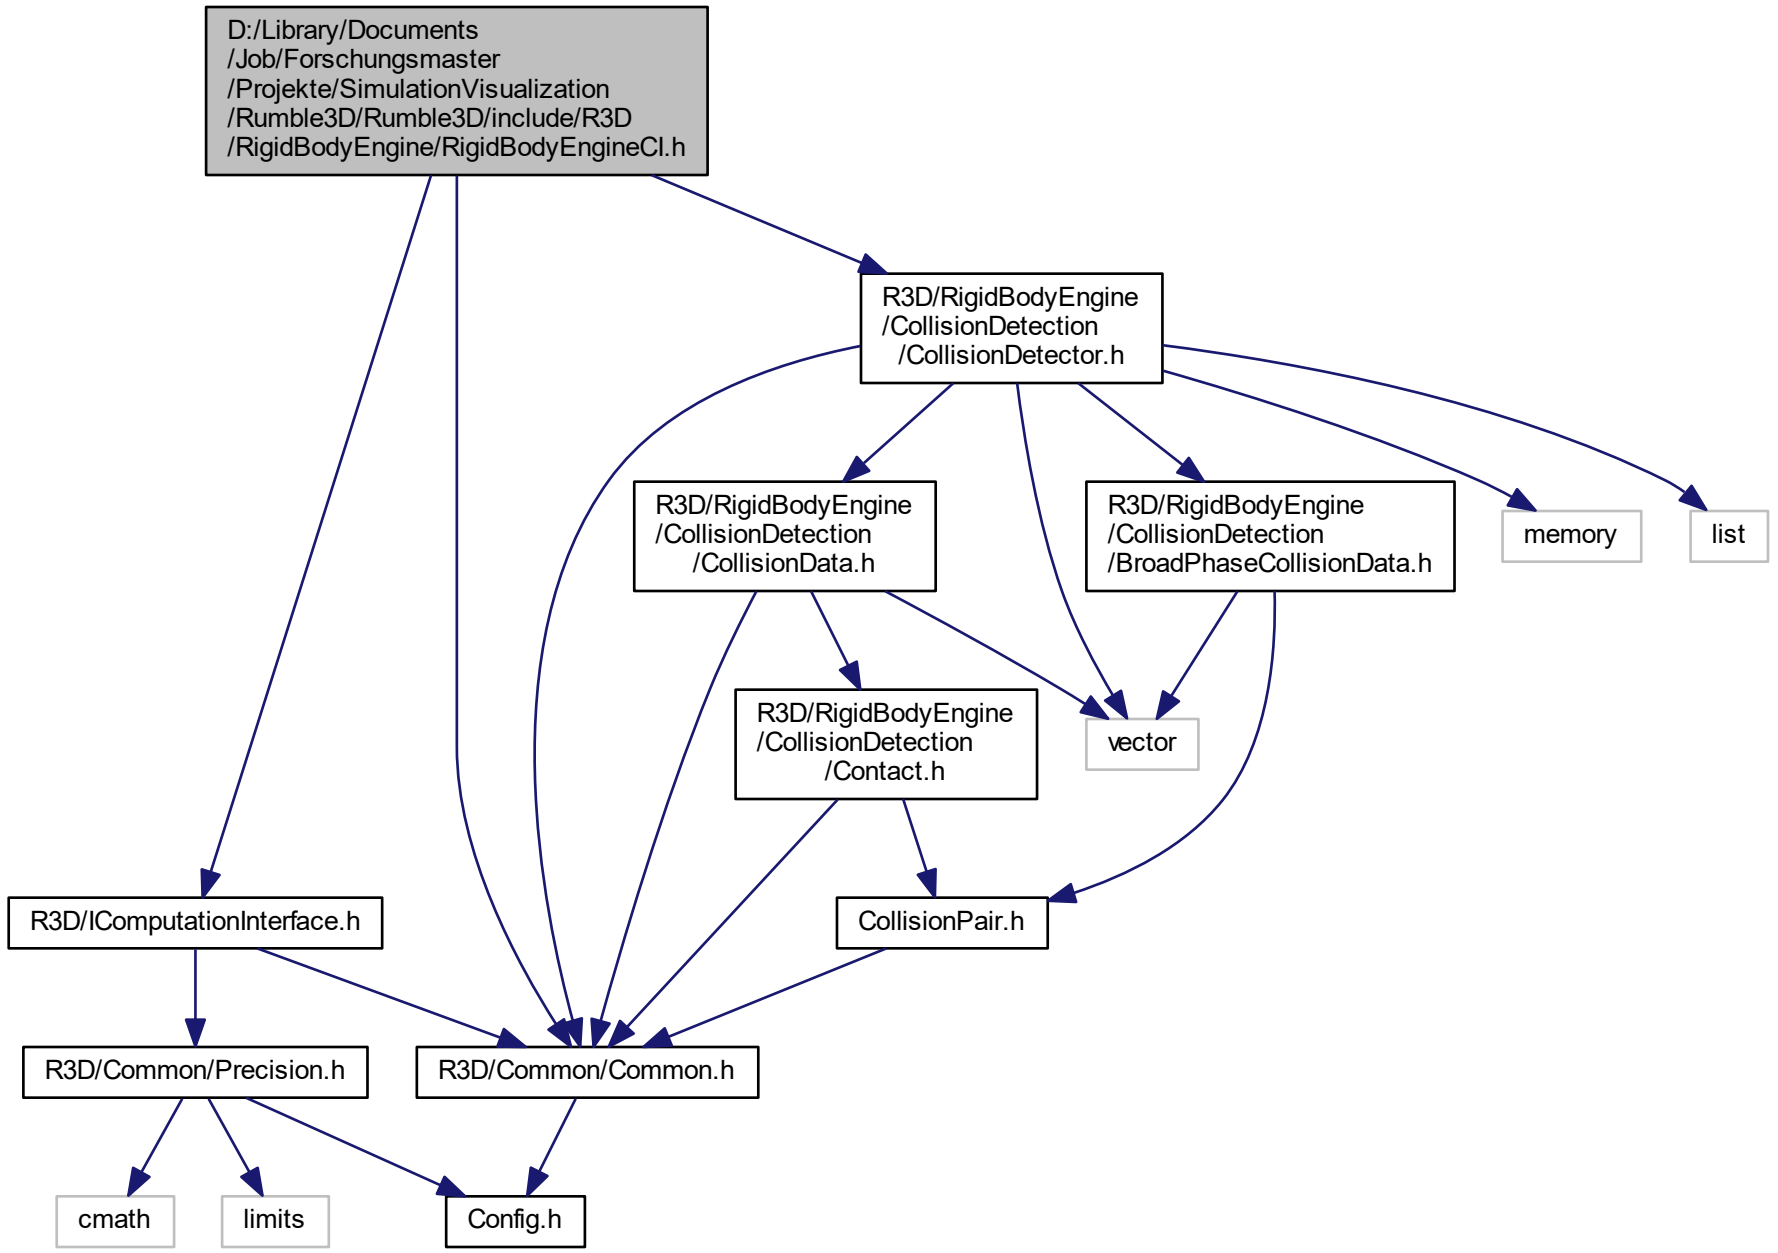 D:/Library/Documents
/Job/Forschungsmaster
/Projekte/SimulationVisualization
/Rumble3D/Rumble3D/include/R3D
/RigidBodyEngine/RigidBodyEngineCI.h
R3D/RigidBodyEngine
/CollisionDetection
/CollisionDetector.h
R3D/RigidBodyEngine
/CollisionDetection
/CollisionData.h
R3D/RigidBodyEngine
/CollisionDetection
/BroadPhaseCollisionData.h
memory
list
R3D/RigidBodyEngine
/CollisionDetection
/Contact.h
vector
R3D/IComputationInterface.h
CollisionPair.h
R3D/Common/Precision.h
R3D/Common/Common.h
cmath
limits
Config.h